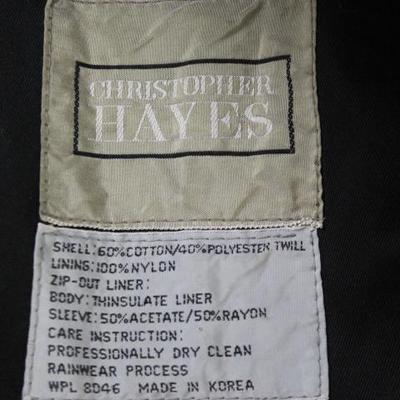 CHRISTOPHER
HAYES
SHELL:60%COTTON/40%POLYESTER TWILL
LINING:100%NYLON
ZIP-OUT LINER:
BODY:THINSULATE LINER
SLEEVE:50%ACETATE/50%RAYON
CARE INSTRUCTION:
PROFESSIONALLY DRY CLEAN
RAINWEAR PROCESS
WPL 8046 MADE IN KOREA